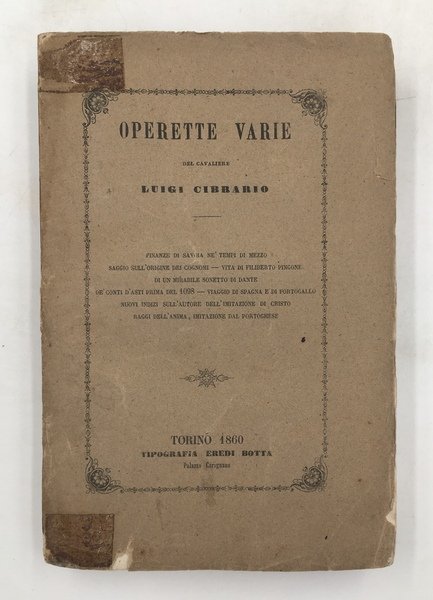 OPERETTE VARIE
DEL CAVALIERE
LUIGI CIBRARIO
FINANZE DI SAVOIA NE' TEMPI DI MEZZO
SAGGIO SULL'ORIGINE DEI COGNOMI — VITA DI FILIBERTO PINGONE
DI UN MIRABILE SONETTO DI DANTE
DE' CONTI D'ASTI PRIMA DEL 1098 — VIAGGIO DI SPAGNA E DI PORTOGALLO
NUOVI INDIZI SULL'AUTORE DELL'IMITAZIONE DI CRISTO
RAGGI DELL'ANIMA, IMITAZIONE DAL PORTOGHESE
TORINO 1860
TIPOGRAFIA EREDI BOTTA
Palazzo Carignano